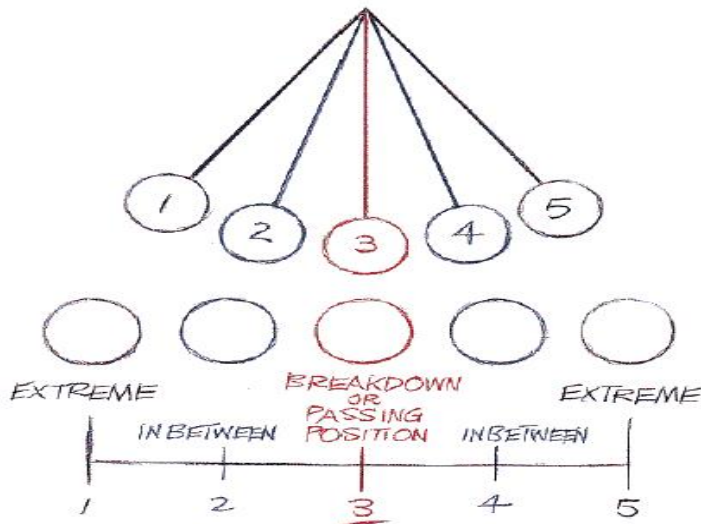 1
2
3
4
5
EXTREME
BREAKDOWN
OR
PASSING
POSITION
EXTREME
INBETWEEN
INBETWEEN
1
2
3
4
5